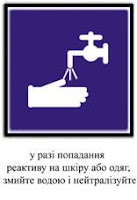 у разі попадання
реактиву на шкіру або одяг,
змийте водою і нейтралізуйте